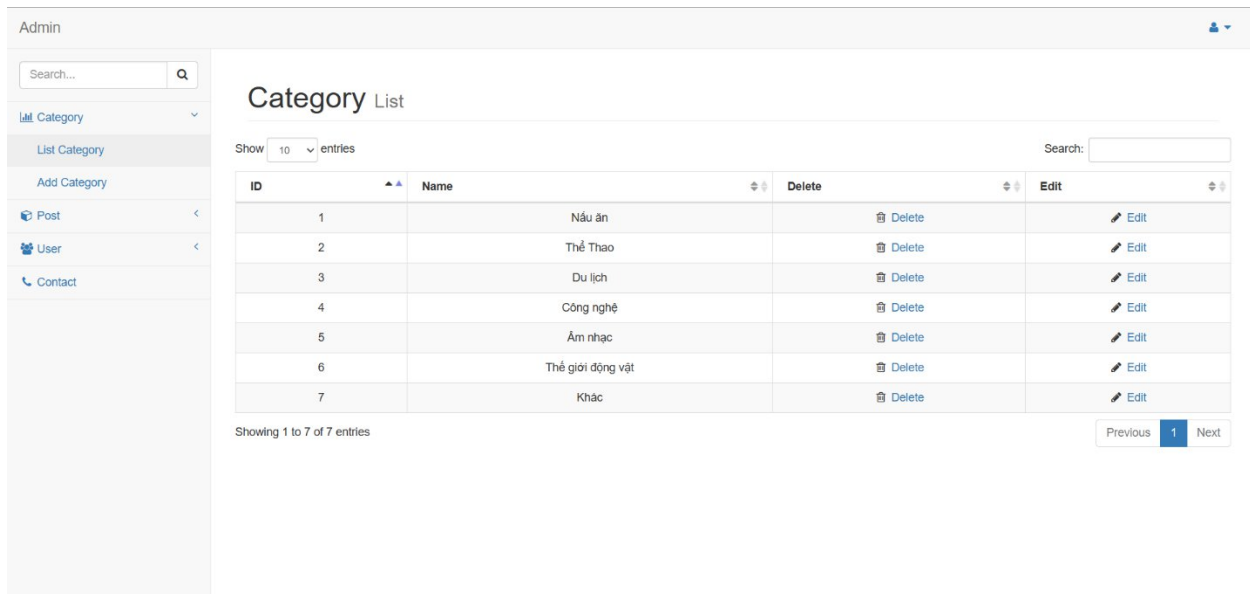 Admin
Search...
Category
List Category
Add Category
Post
User
Contact
Category List
Show 10 entries
Search:
ID Name Delete Edit
1 Nấu ăn Delete Edit
2 Thể Thao Delete Edit
3 Du lịch Delete Edit
4 Công nghệ Delete Edit
5 Âm nhạc Delete Edit
6 Thế giới động vật Delete Edit
7 Khác Delete Edit
Showing 1 to 7 of 7 entries
Previous 1 Next